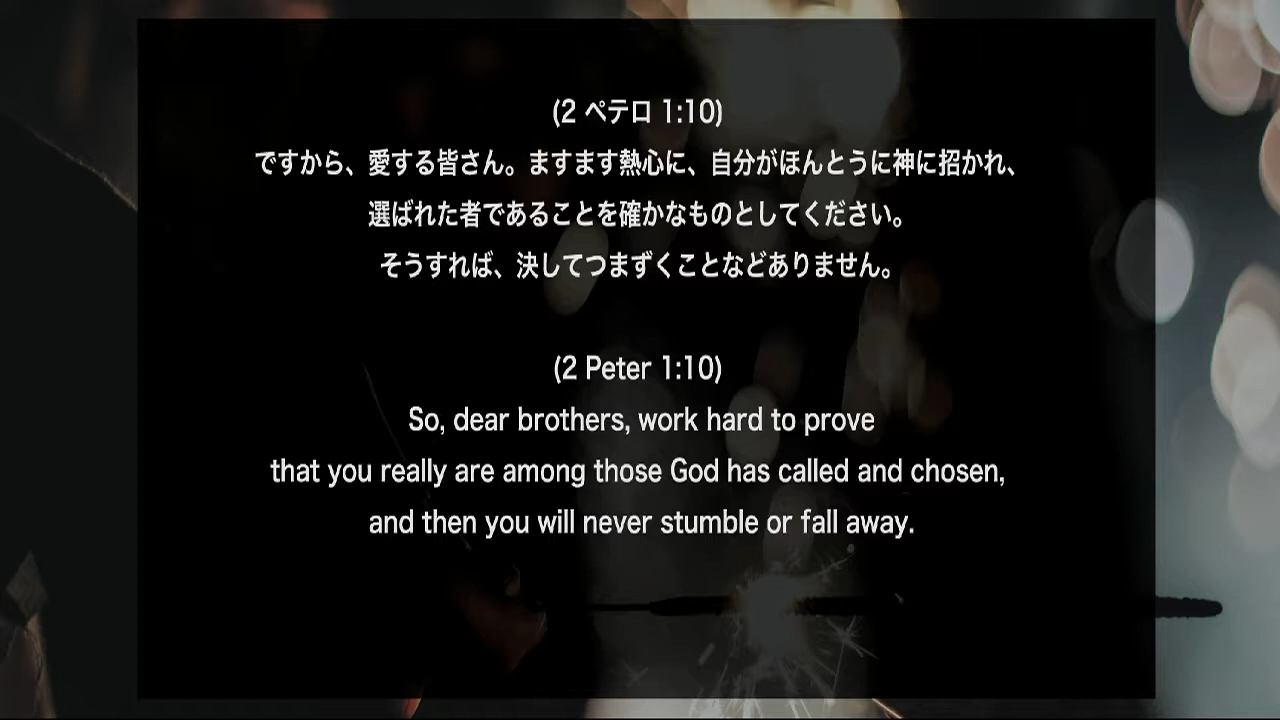 (2 ペテロ 1:10)
ですから、愛する皆さん。ますます熱心に、自分がほんとうに神に招かれ、
選ばれた者であることを確かなものとしてください。
そうすれば、決してつまずくことなどありません。
(2 Peter 1:10)
So, dear brothers, work hard to prove
that you really are among those God has called and chosen,
and then you will never stumble or fall away.